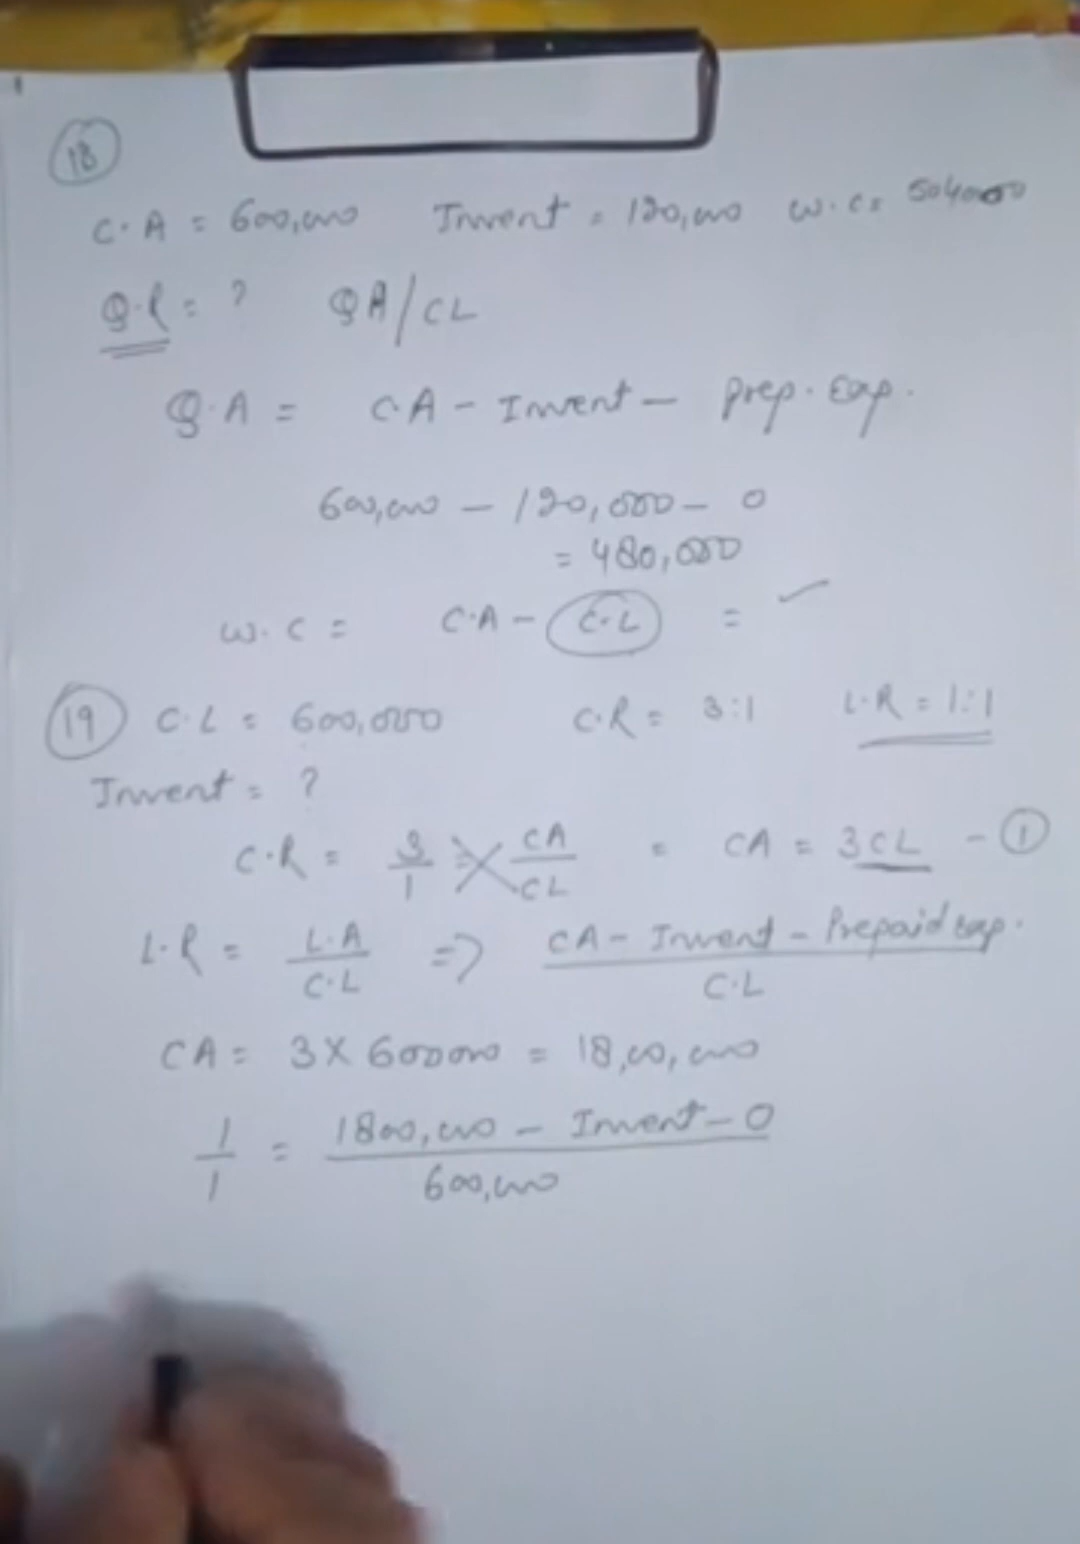 18
C.A = 600,000 Invent = 120,000 W.C = 504000
Q.R = ? QA/CL
Q.A = C.A - Invent - Prep. Exp.
600,000 - 120,000 - 0
= 480,000
W.C = C.A - C.L =
19 C.L = 600,000 C.R = 3:1 L.R = 1:1
Invent = ?
C.R = 3/1 = CA/CL = CA = 3CL - 1
L.R = L.A/C.L => CA - Invent - Prepaid exp./C.L
CA = 3 X 600000 = 18,00,000
1/1 = 1800,000 - Invent - 0/600,000